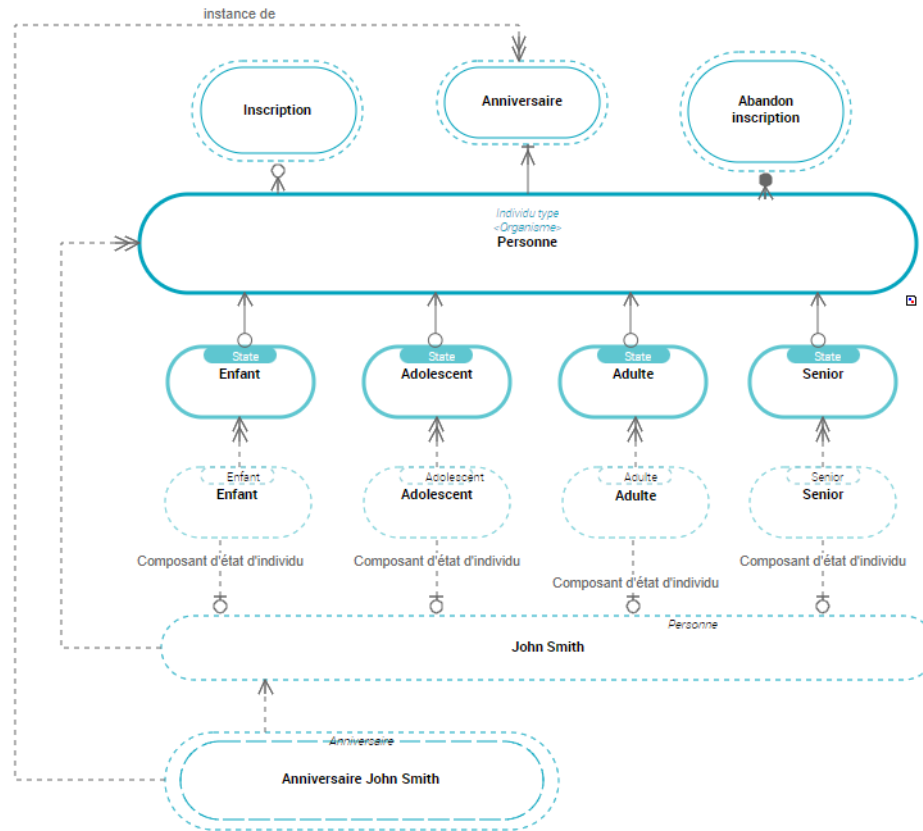 instance de
Inscription
Anniversaire
Abandon
inscription
Individu type
<Organisme>
Personne
State
State
State
State
Enfant
Adolescent
Adulte
Senior
Enfant
Adolescent
Adulte
Senior
Enfant
Adolescent
Adulte
Senior
Composant d'état d'individu
Composant d'état d'individu
Composant d'état d'individu
Composant d'état d'individu
Personne
John Smith
Anniversaire
Anniversaire John Smith